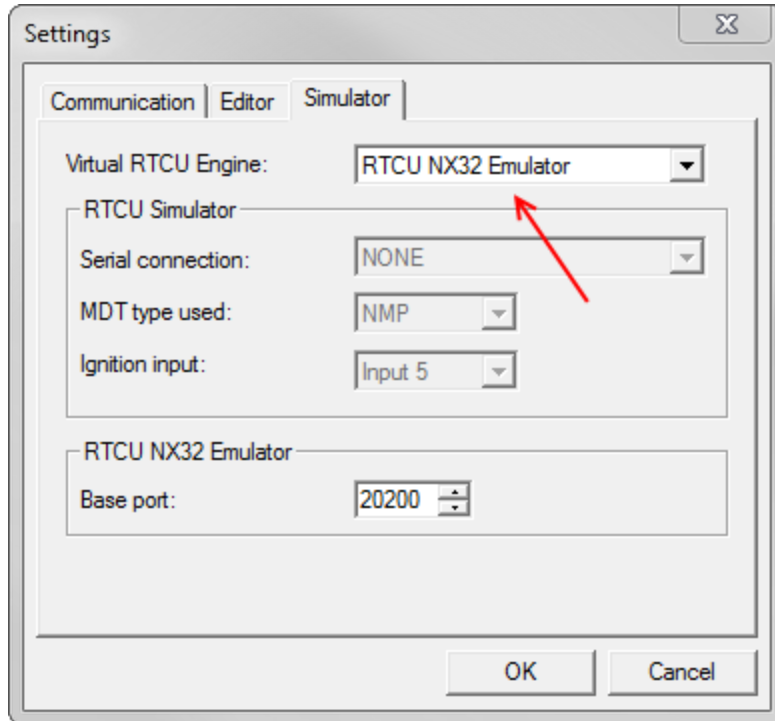 Settings
Communication Editor Simulator
Virtual RTCU Engine: RTCU NX32 Emulator
RTCU Simulator
Serial connection: NONE
MDT type used: NMP
Ignition input: Input 5
RTCU NX32 Emulator
Base port: 20200
OK Cancel